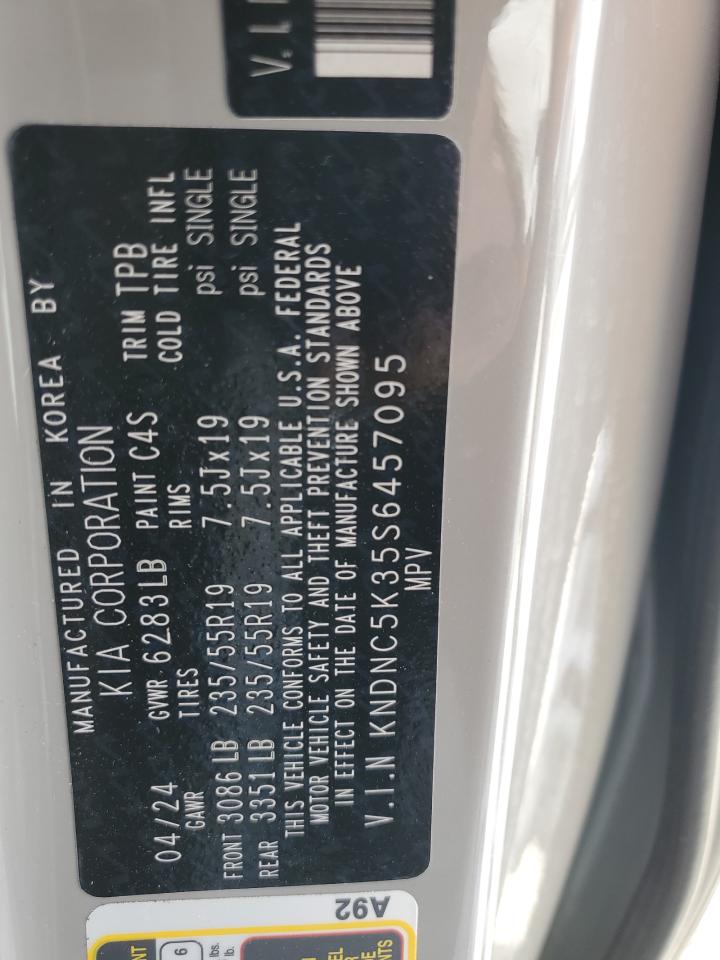 V.I
MANUFACTURED IN KOREA BY
KIA CORPORATION
04/24 GVWR 6283LB PAINT C4S TRIM TPB
GAWR TIRES RIMS COLD TIRE INFL
FRONT 3086LB 235/55R19 7.5Jx19 psi SINGLE
REAR 3351LB 235/55R19 7.5Jx19 psi SINGLE
THIS VEHICLE CONFORMS TO ALL APPLICABLE U.S.A. FEDERAL
MOTOR VEHICLE SAFETY AND THEFT PREVENTION STANDARDS
IN EFFECT ON THE DATE OF MANUFACTURE SHOWN ABOVE
V.I.N KNDNC5K35S6457095
MPV
A92
6
lbs.
lb.